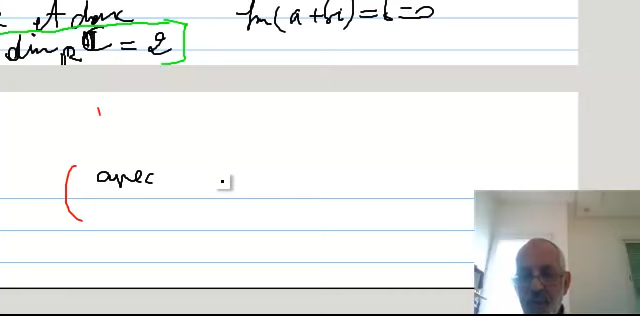 et donc Im(a+bi)=b=0
dim_ℝ ℂ = 2
( avec